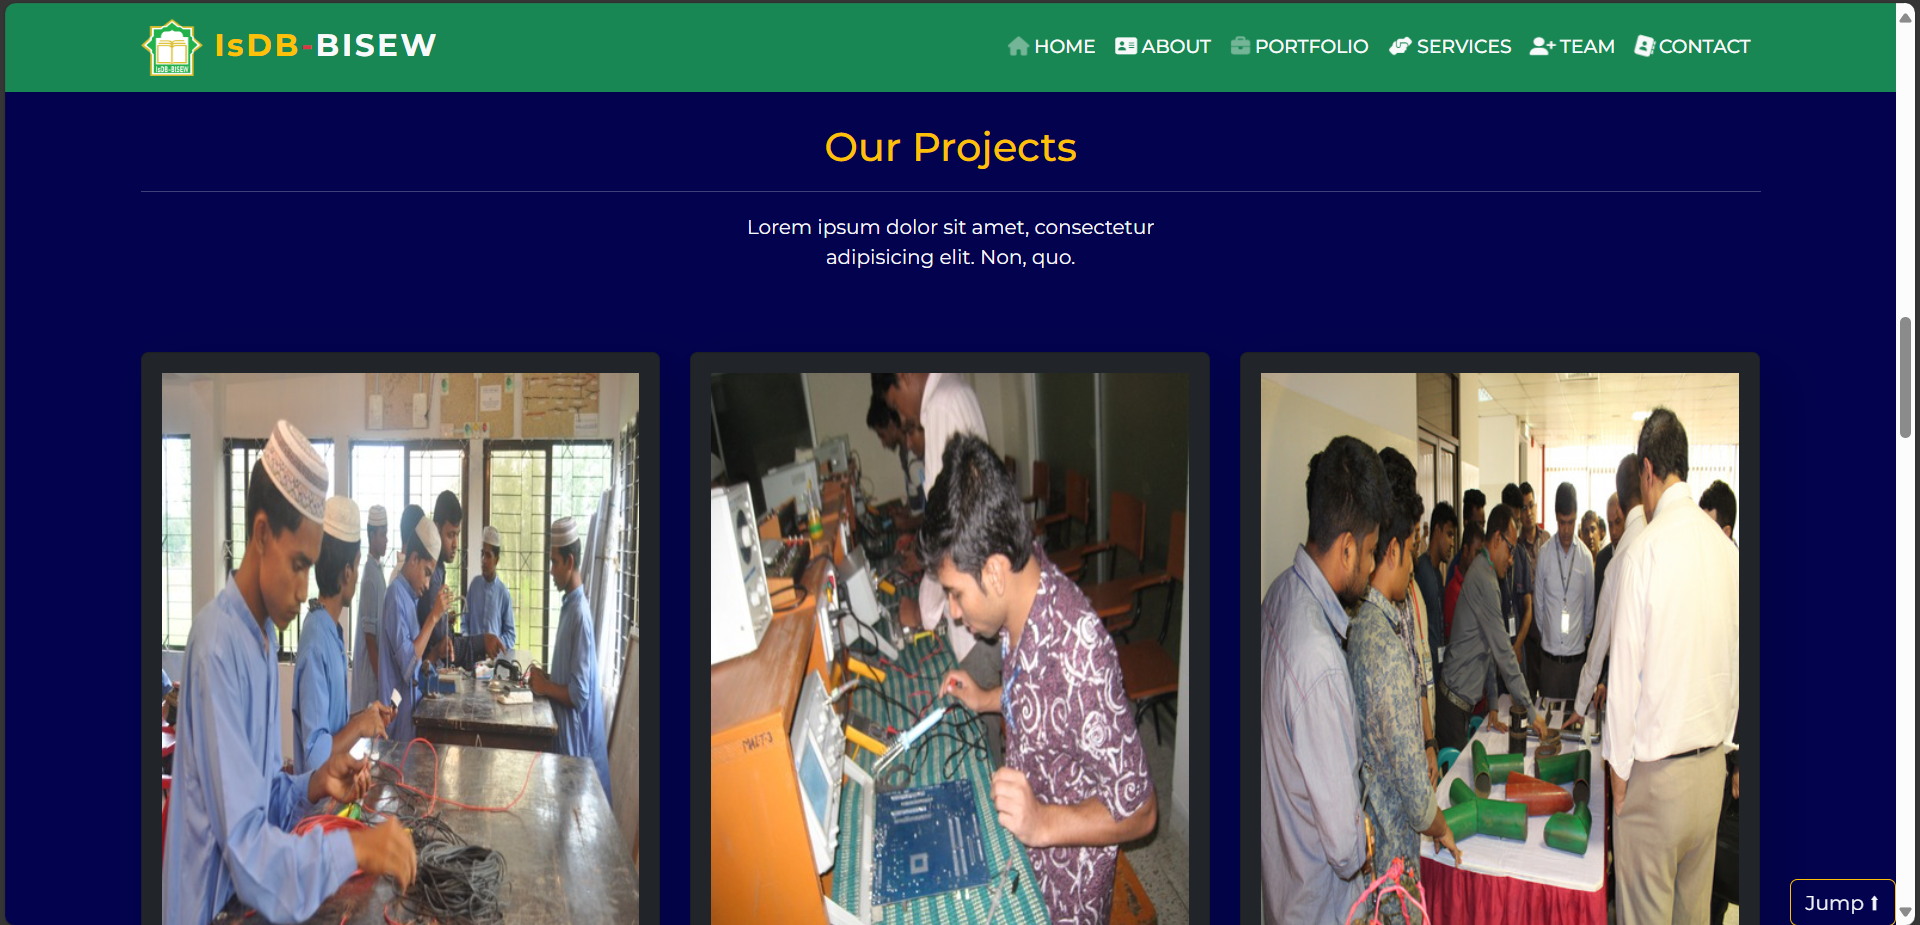 IsDB-BISEW
IsDB-BISEW
HOME
ABOUT
PORTFOLIO
SERVICES
TEAM
CONTACT
Our Projects
Lorem ipsum dolor sit amet, consectetur
adipisicing elit. Non, quo.
Jump